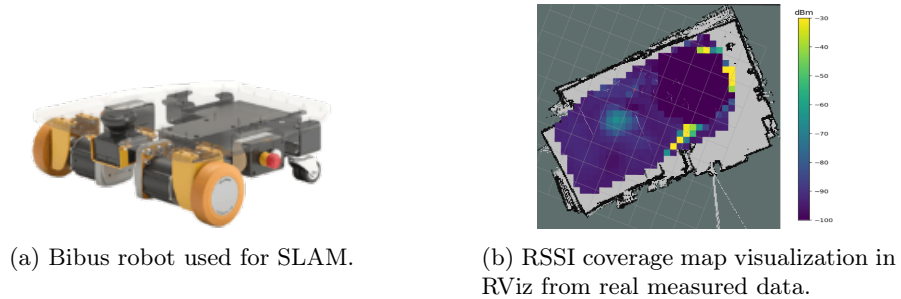 dBm
-30
-40
-50
-60
-70
-80
-90
-100
(a) Bibus robot used for SLAM.
(b) RSSI coverage map visualization in
RViz from real measured data.